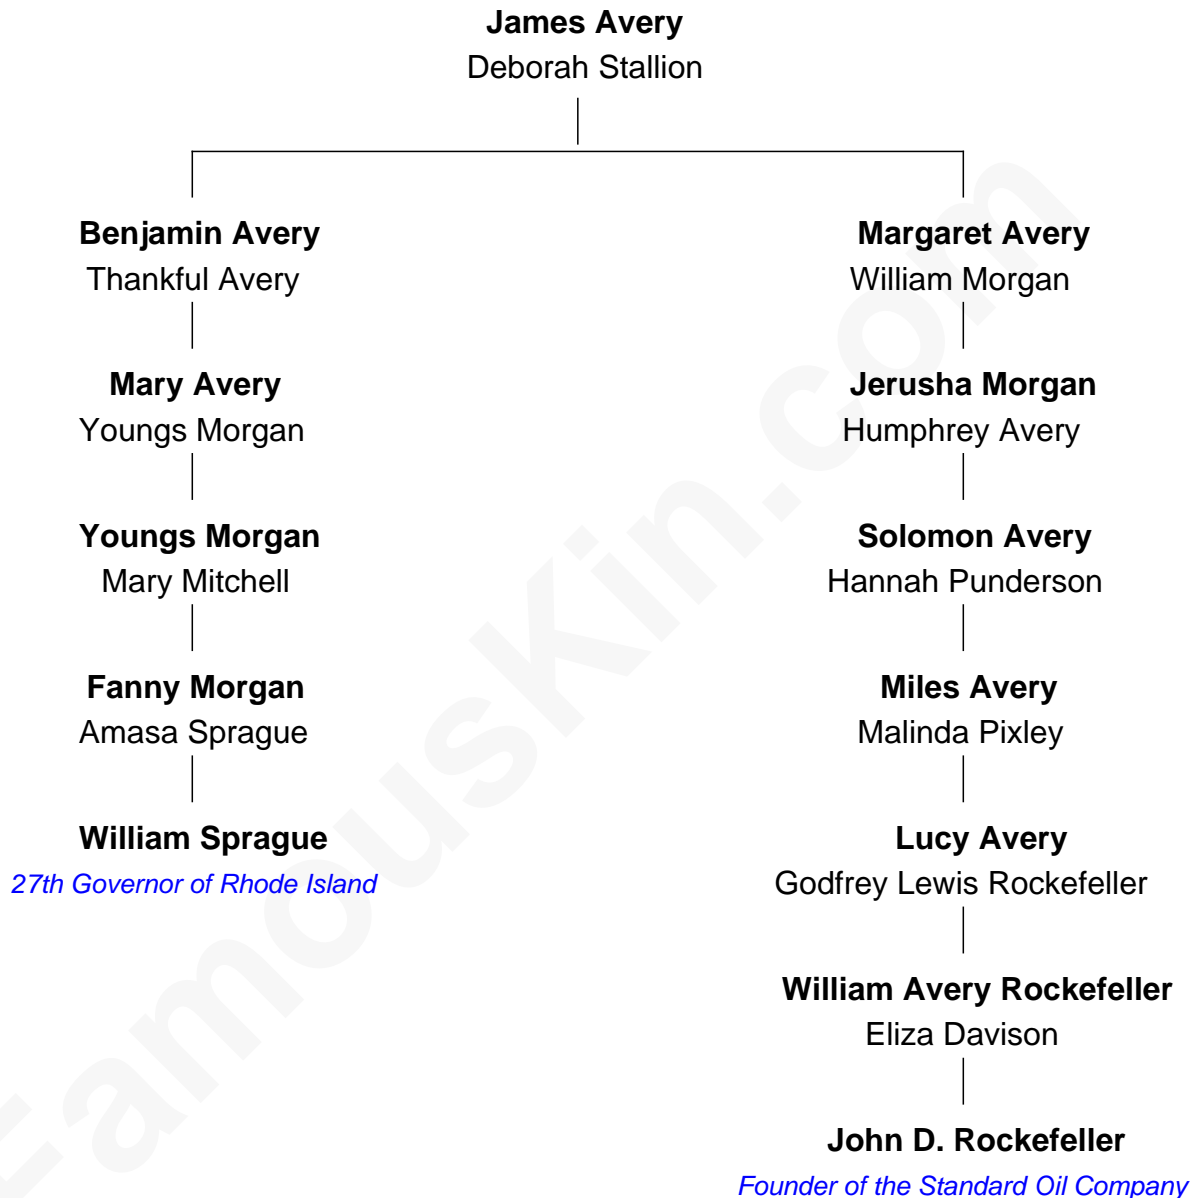 James Avery
Deborah Stallion
Benjamin Avery
Thankful Avery
Mary Avery
Youngs Morgan
Youngs Morgan
Mary Mitchell
Fanny Morgan
Amasa Sprague
William Sprague
27th Governor of Rhode Island
Margaret Avery
William Morgan
Jerusha Morgan
Humphrey Avery
Solomon Avery
Hannah Punderson
Miles Avery
Malinda Pixley
Lucy Avery
Godfrey Lewis Rockefeller
William Avery Rockefeller
Eliza Davison
John D. Rockefeller
Founder of the Standard Oil Company
FamousKin.com